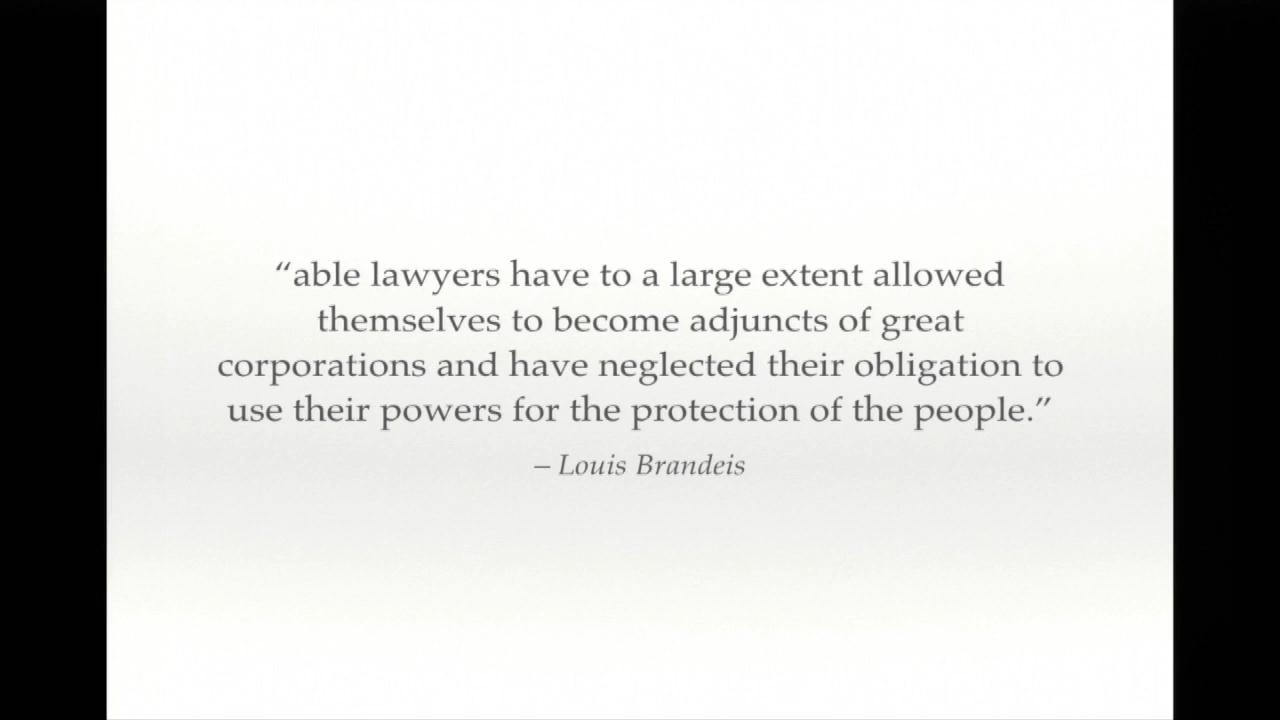 “able lawyers have to a large extent allowed
themselves to become adjuncts of great
corporations and have neglected their obligation to
use their powers for the protection of the people.”
– Louis Brandeis